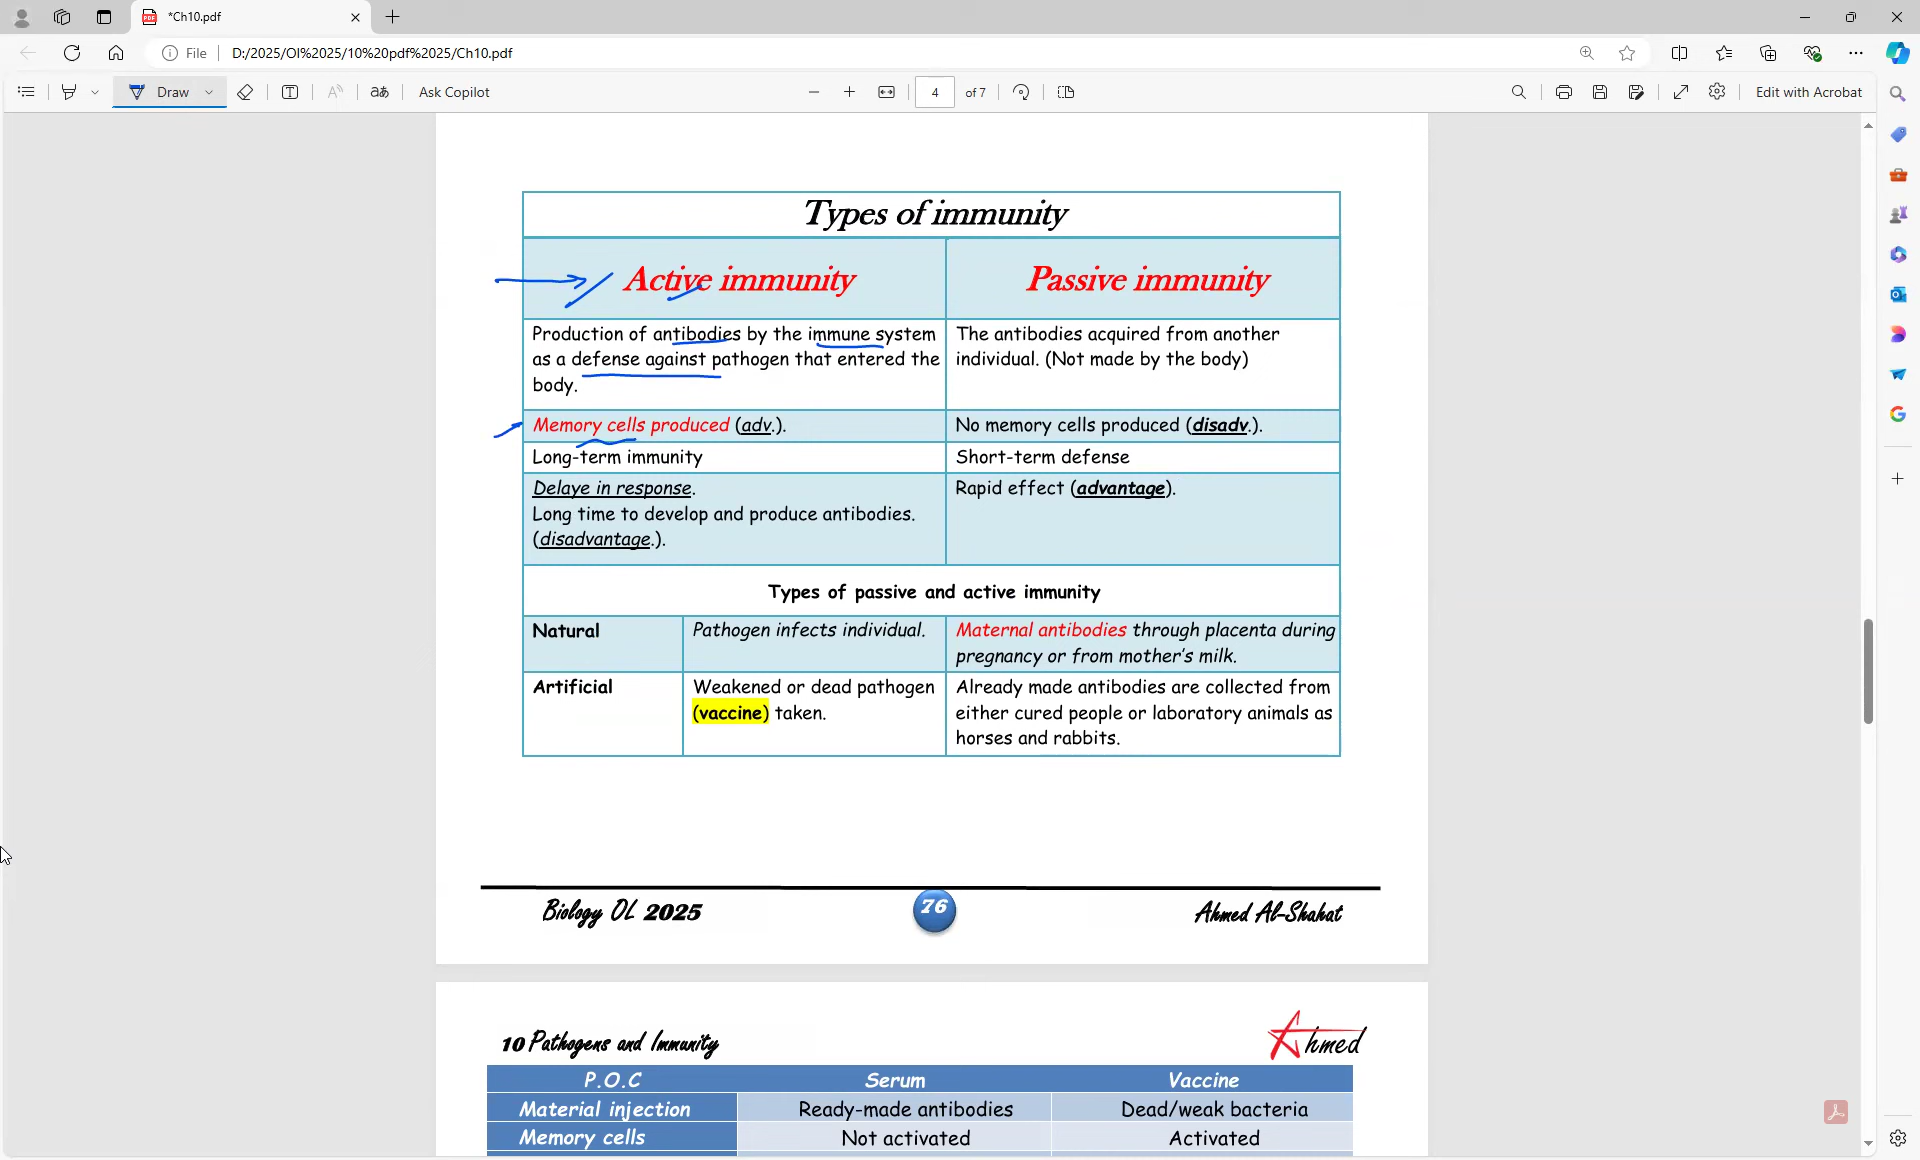 *Ch10.pdf
File
D:/2025/Ol%2025/10%20pdf%2025/Ch10.pdf
Draw
Ask Copilot
4
of 7
Edit with Acrobat
Types of immunity
Active immunity
Passive immunity
Production of antibodies by the immune system
as a defense against pathogen that entered the
body.
The antibodies acquired from another
individual. (Not made by the body)
Memory cells produced (adv.).
No memory cells produced (disadv.).
Long-term immunity
Short-term defense
Delaye in response.
Long time to develop and produce antibodies.
(disadvantage.).
Rapid effect (advantage).
Types of passive and active immunity
Natural
Pathogen infects individual.
Maternal antibodies through placenta during
pregnancy or from mother's milk.
Artificial
Weakened or dead pathogen
(vaccine) taken.
Already made antibodies are collected from
either cured people or laboratory animals as
horses and rabbits.
Biology OL 2025
76
Ahmed Al-Shahat
10 Pathogens and Immunity
Ahmed
P.O.C
Serum
Vaccine
Material injection
Ready-made antibodies
Dead/weak bacteria
Memory cells
Not activated
Activated